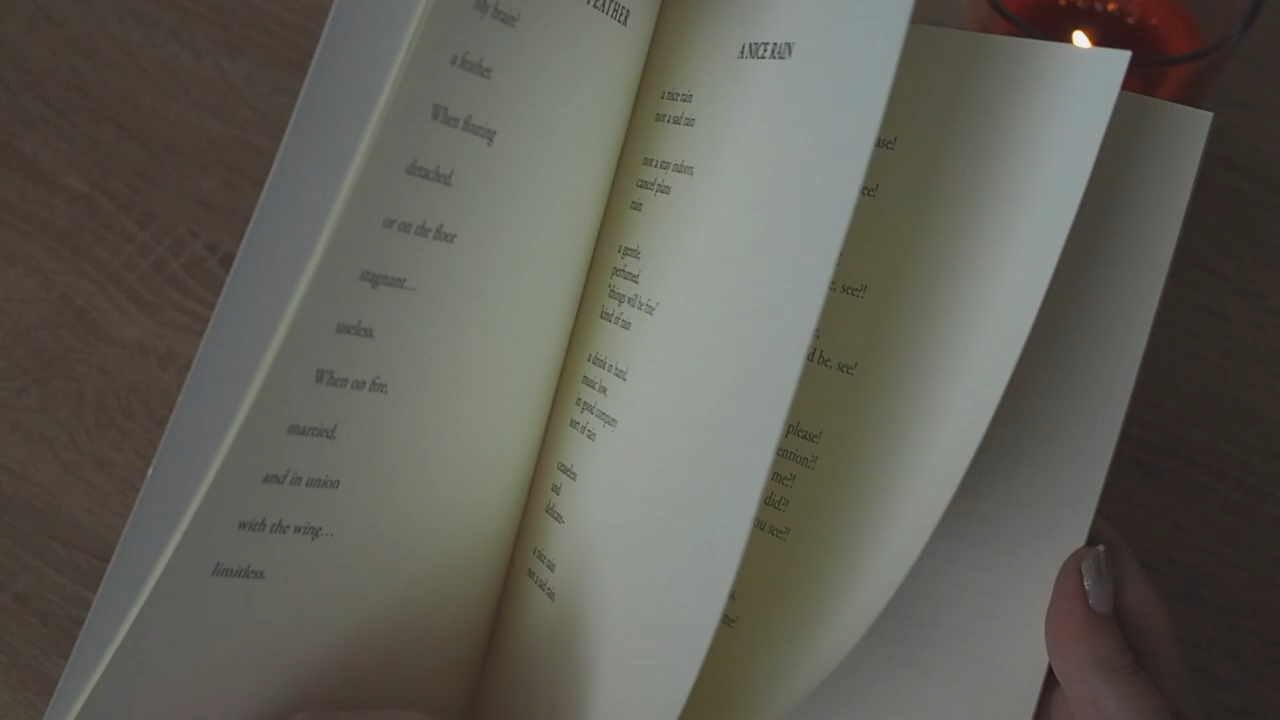 FEATHER
My brain?
a feather.
When floating
detached,
or on the floor
stagnant...
useless.
When on fire,
married,
and in union
with the wing...
limitless.
A NICE RAIN
a nice rain
not a sad rain
not a stay indoors,
cancel plans
rain
a gentle,
perfumed,
"things will be fine"
kind of rain
a drink in hand,
music low,
in good company
sort of rain
ceaseless
and
delicate-
a nice rain
not a sad rain.
see!
e, see?!
d be, see!
please!
me?!
did?!
ou see?!
me!